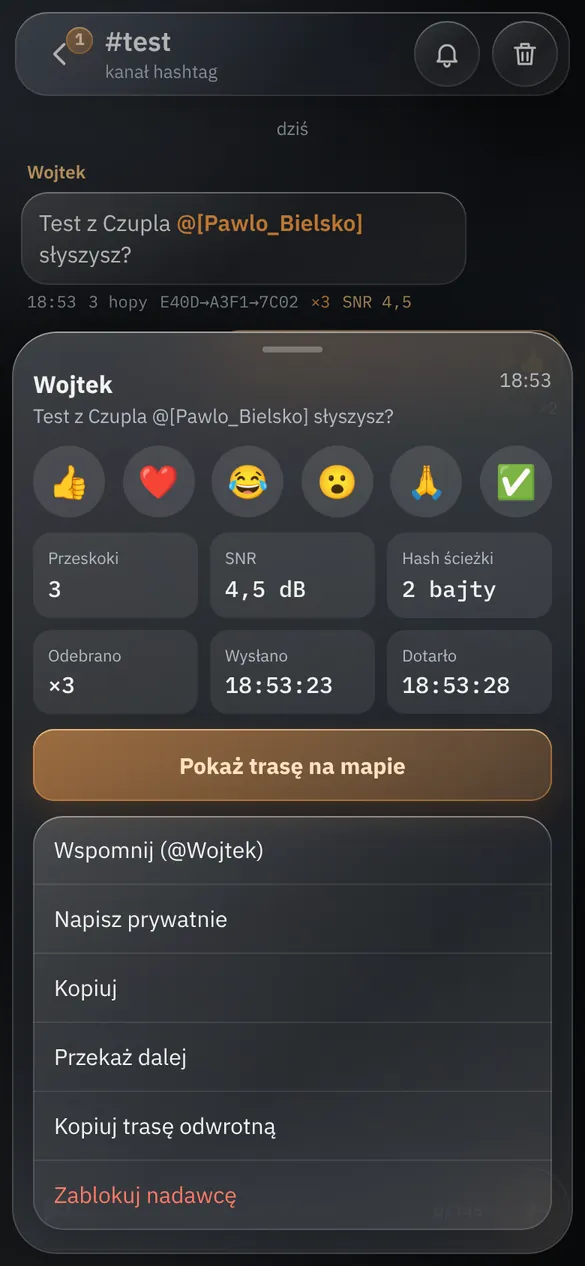 1
#test
kanał hashtag
dziś
Wojtek
Test z Czupla @[Pawlo_Bielsko]
słyszysz?
18:53 3 hopy E40D→A3F1→7C02 ×3 SNR 4,5
Wojtek
18:53
Test z Czupla @[Pawlo_Bielsko] słyszysz?
Przeskoki
3
SNR
4,5 dB
Hash ścieżki
2 bajty
Odebrano
×3
Wysłano
18:53:23
Dotarło
18:53:28
Pokaż trasę na mapie
Wspomnij (@Wojtek)
Napisz prywatnie
Kopiuj
Przekaż dalej
Kopiuj trasę odwrotną
Zablokuj nadawcę